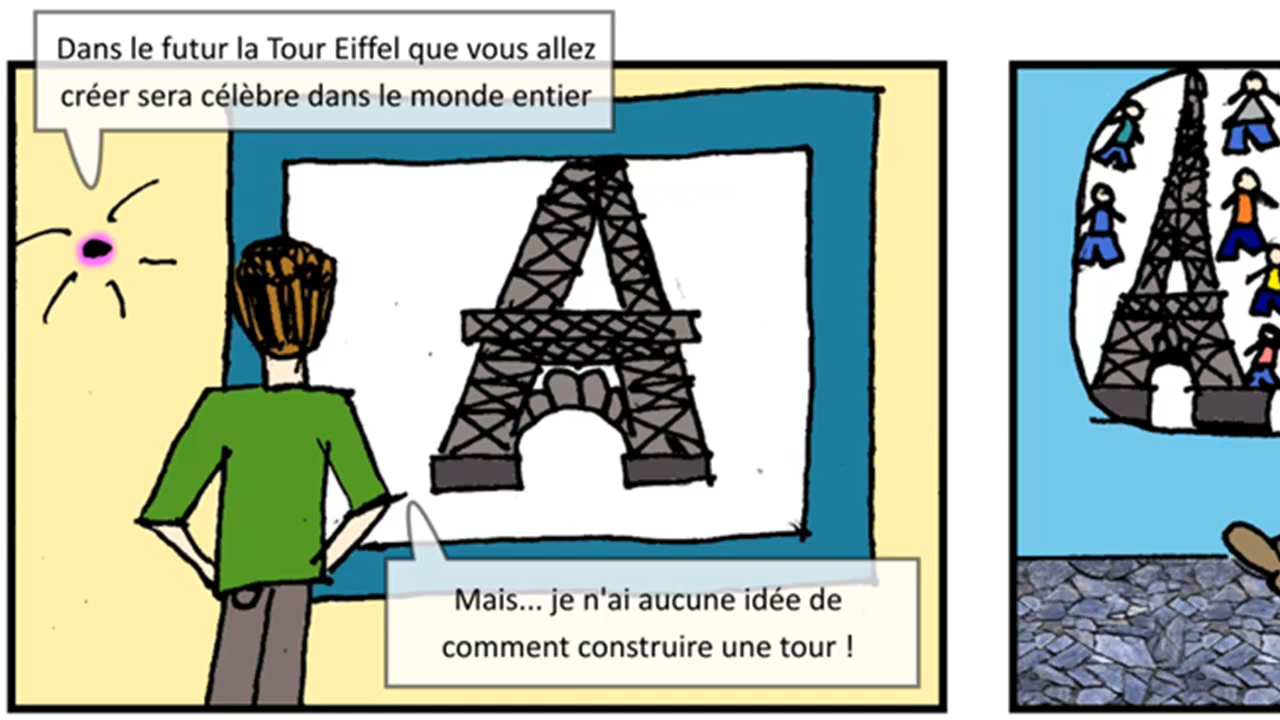 Dans le futur la Tour Eiffel que vous allez
créer sera célèbre dans le monde entier
Mais... je n'ai aucune idée de
comment construire une tour !